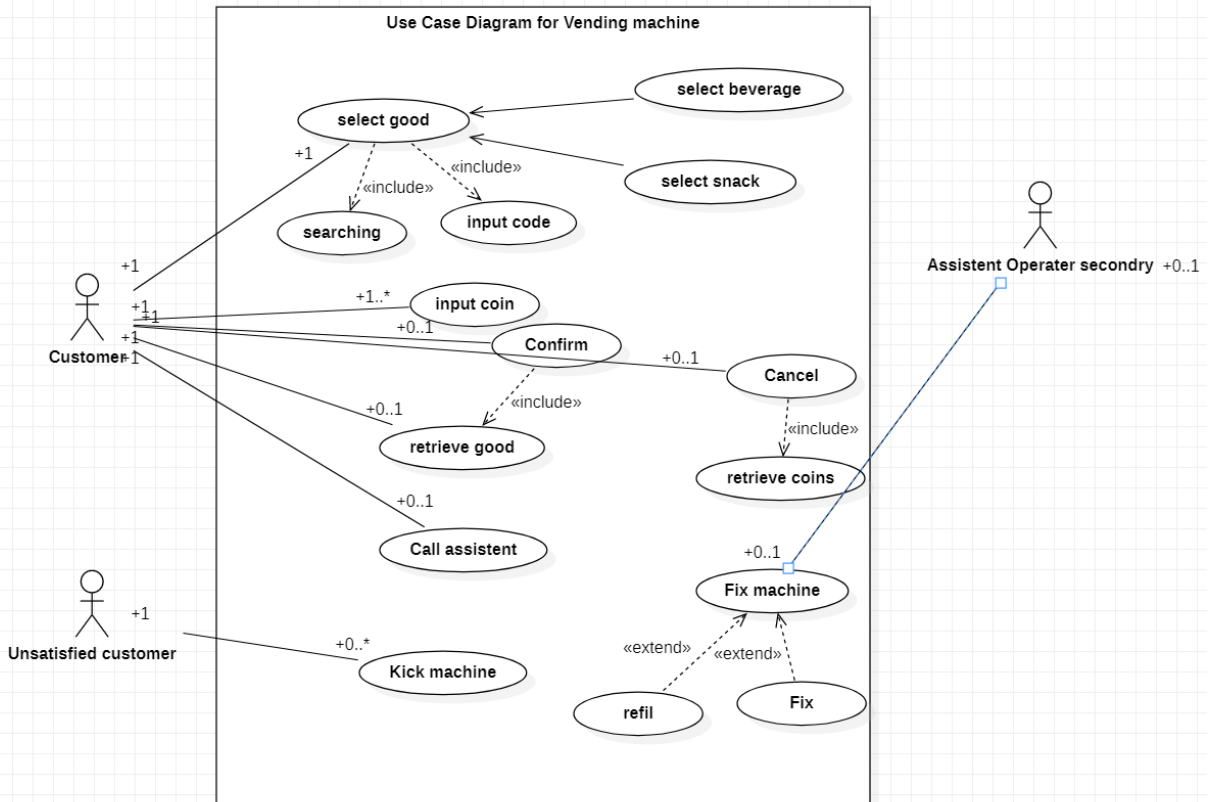 Use Case Diagram for Vending machine
select beverage
select good
+1
«include»
select snack
«include»
searching
input code
+1
Assistent Operater secondry
+0..1
+1
+1
+1..*
input coin
+0..1
Confirm
+1
Customer
+1
+0..1
Cancel
«include»
«include»
+0..1
retrieve good
retrieve coins
+0..1
Call assistent
+0..1
Fix machine
+1
Unsatisfied customer
+0..*
Kick machine
«extend»
«extend»
refil
Fix